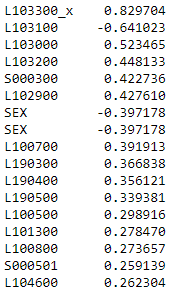 L103300_x 0.829704
L103100 -0.641023
L103000 0.523465
L103200 0.448133
S000300 0.422736
L102900 0.427610
SEX -0.397178
SEX -0.397178
L100700 0.391913
L190300 0.366838
L190400 0.356121
L190500 0.339381
L100500 0.298916
L101300 0.278470
L100800 0.273657
S000501 0.259139
L104600 0.262304